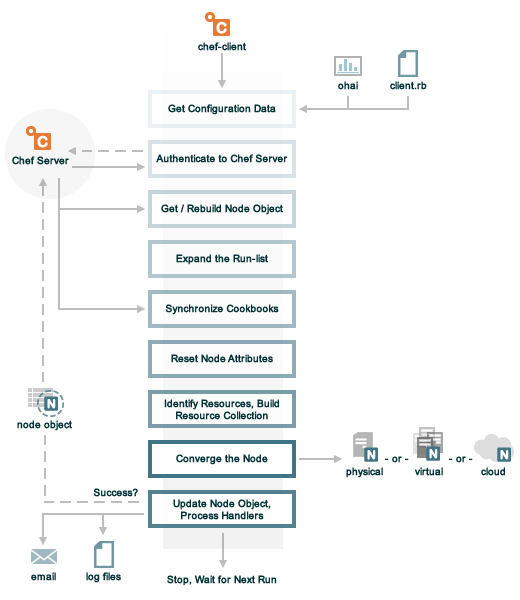 chef-client
ohai
client.rb
Get Configuration Data
Chef Server
Authenticate to Chef Server
Get / Rebuild Node Object
Expand the Run-list
Synchronize Cookbooks
Reset Node Attributes
Identify Resources, Build
Resource Collection
node object
Converge the Node
physical
- or -
virtual
- or -
cloud
Success?
Update Node Object,
Process Handlers
email
log files
Stop, Wait for Next Run